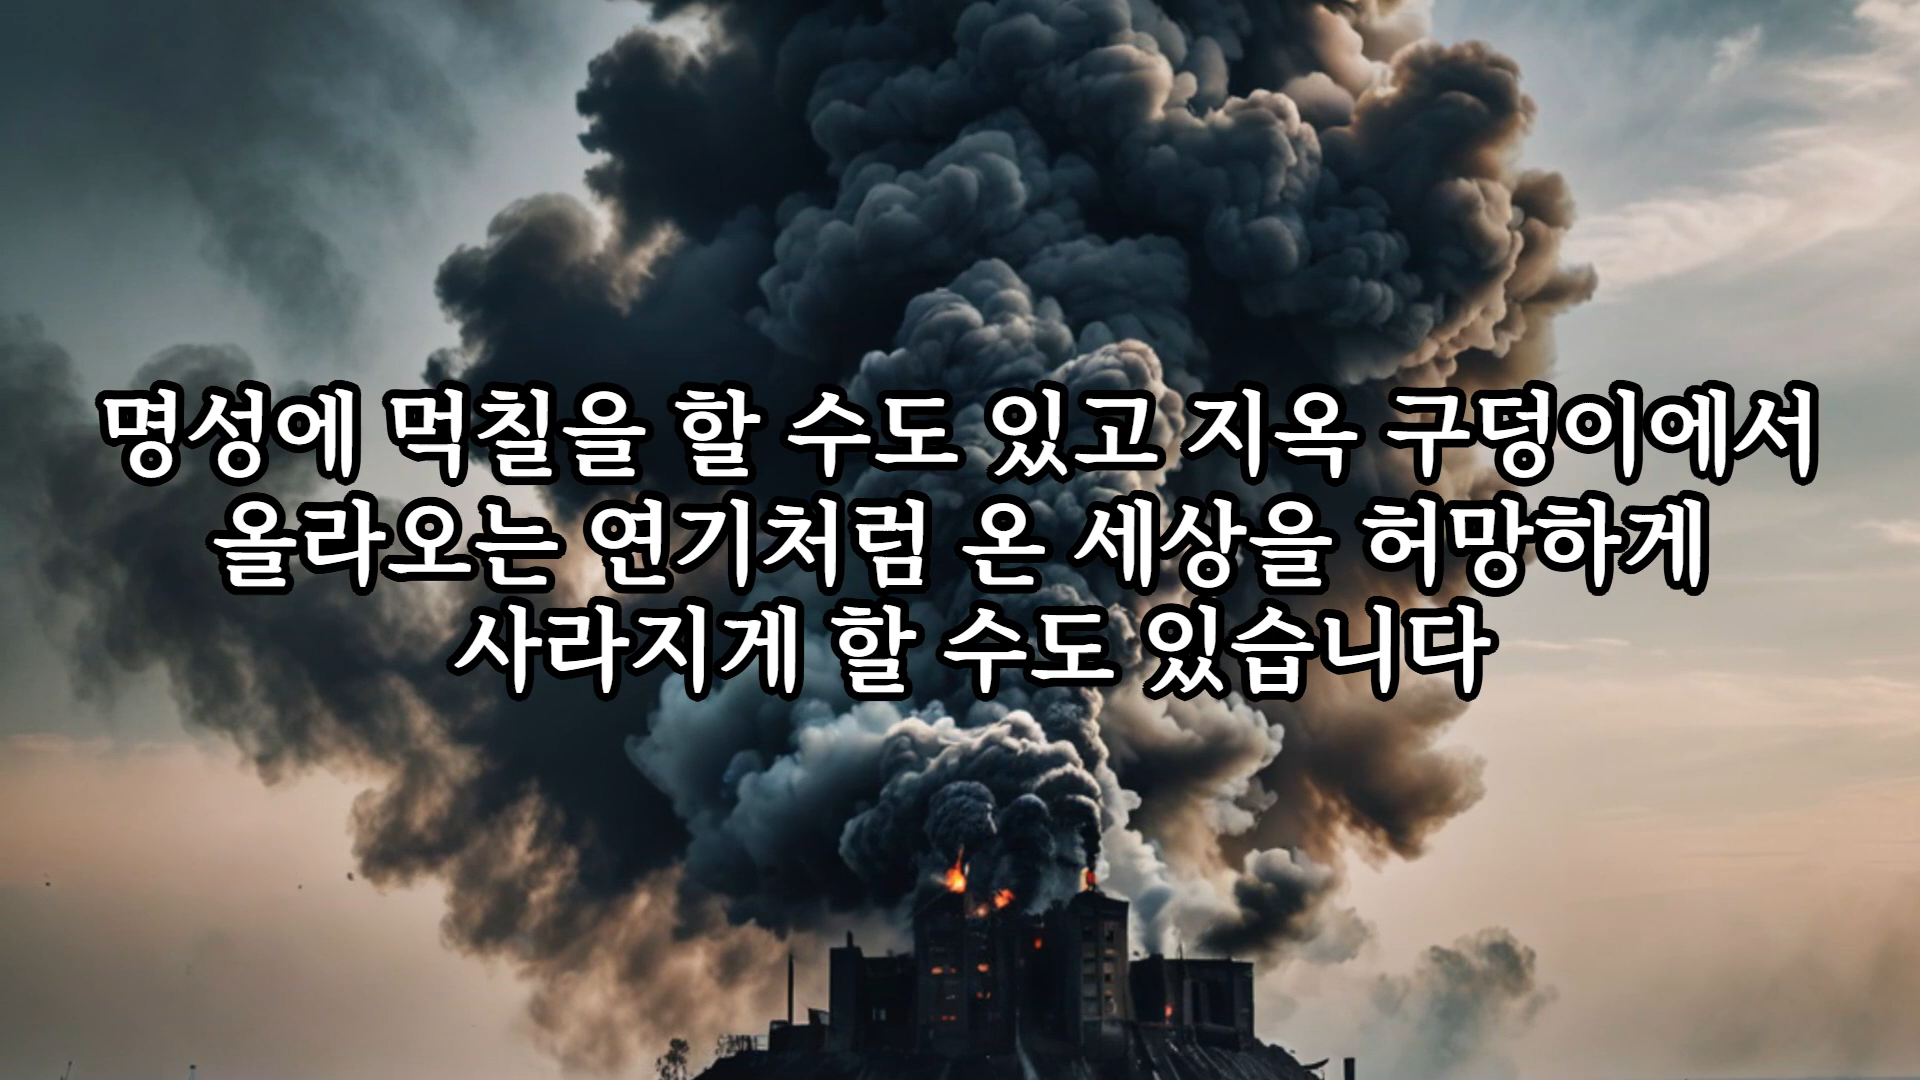 명성에 먹칠을 할 수도 있고 지옥 구덩이에서
올라오는 연기처럼 온 세상을 허망하게
사라지게 할 수도 있습니다